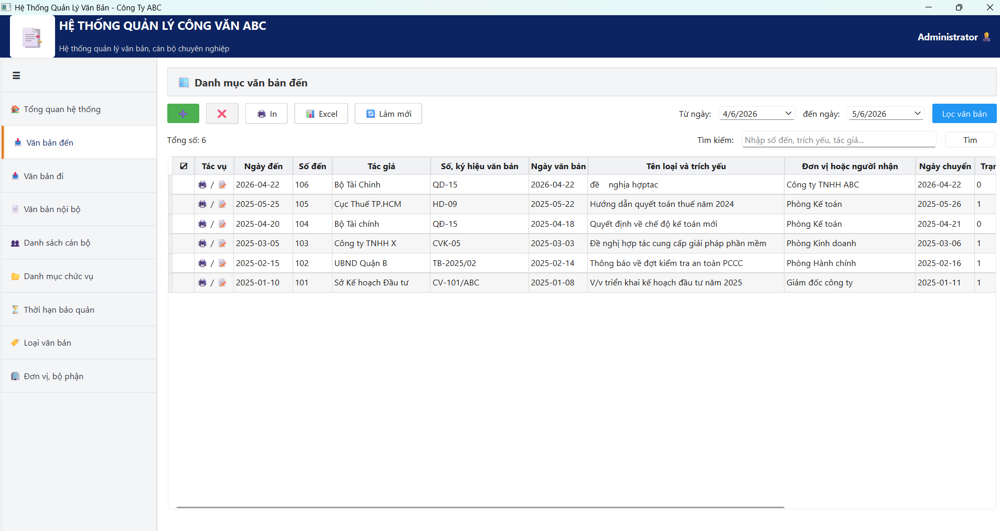 Hệ Thống Quản Lý Văn Bản - Công Ty ABC
HỆ THỐNG QUẢN LÝ CÔNG VĂN ABC
Hệ thống quản lý văn bản, cán bộ chuyên nghiệp
Administrator
Tổng quan hệ thống
Văn bản đến
Văn bản đi
Văn bản nội bộ
Danh sách cán bộ
Danh mục chức vụ
Thời hạn bảo quản
Loại văn bản
Đơn vị, bộ phận
Danh mục văn bản đến
In Excel Làm mới Từ ngày: 4/6/2026 đến ngày: 5/6/2026 Lọc văn bản
Tổng số: 6 Tìm kiếm: Nhập số đến, trích yếu, tác giả... Tìm
Tác vụ Ngày đến Số đến Tác giả Số, ký hiệu văn bản Ngày văn bản Tên loại và trích yếu Đơn vị hoặc người nhận Ngày chuyển
/ 2026-04-22 106 Bộ Tài Chinh QD-15 2026-04-22 đề nghịa hợptac Công ty TNHH ABC 2026-04-22 0
/ 2025-05-25 105 Cục Thuế TP.HCM HD-09 2025-05-22 Hướng dẫn quyết toán thuế năm 2024 Phòng Kế toán 2025-05-26 1
/ 2025-04-20 104 Bộ Tài chính QĐ-15 2025-04-18 Quyết định về chế độ kế toán mới Phòng Kế toán 2025-04-21 0
/ 2025-03-05 103 Công ty TNHH X CVK-05 2025-03-03 Đề nghị hợp tác cung cấp giải pháp phần mềm Phòng Kinh doanh 2025-03-06 1
/ 2025-02-15 102 UBND Quận B TB-2025/02 2025-02-14 Thông báo về đợt kiểm tra an toàn PCCC Phòng Hành chính 2025-02-16 1
/ 2025-01-10 101 Sở Kế hoạch Đầu tư CV-101/ABC 2025-01-08 V/v triển khai kế hoạch đầu tư năm 2025 Giám đốc công ty 2025-01-11 1